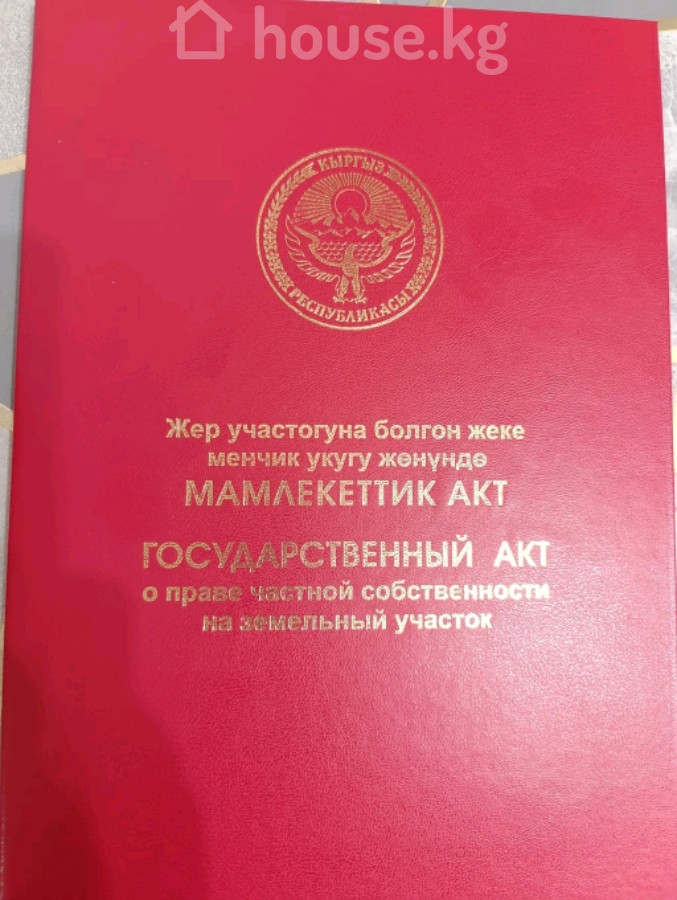 house.kg
КЫРГЫЗ
РЕСПУБЛИКАСЫ
Жер участогуна болгон жеке
менчик укугу жөнүндө
МАМЛЕКЕТТИК АКТ
ГОСУДАРСТВЕННЫЙ АКТ
о праве частной собственности
на земельный участок